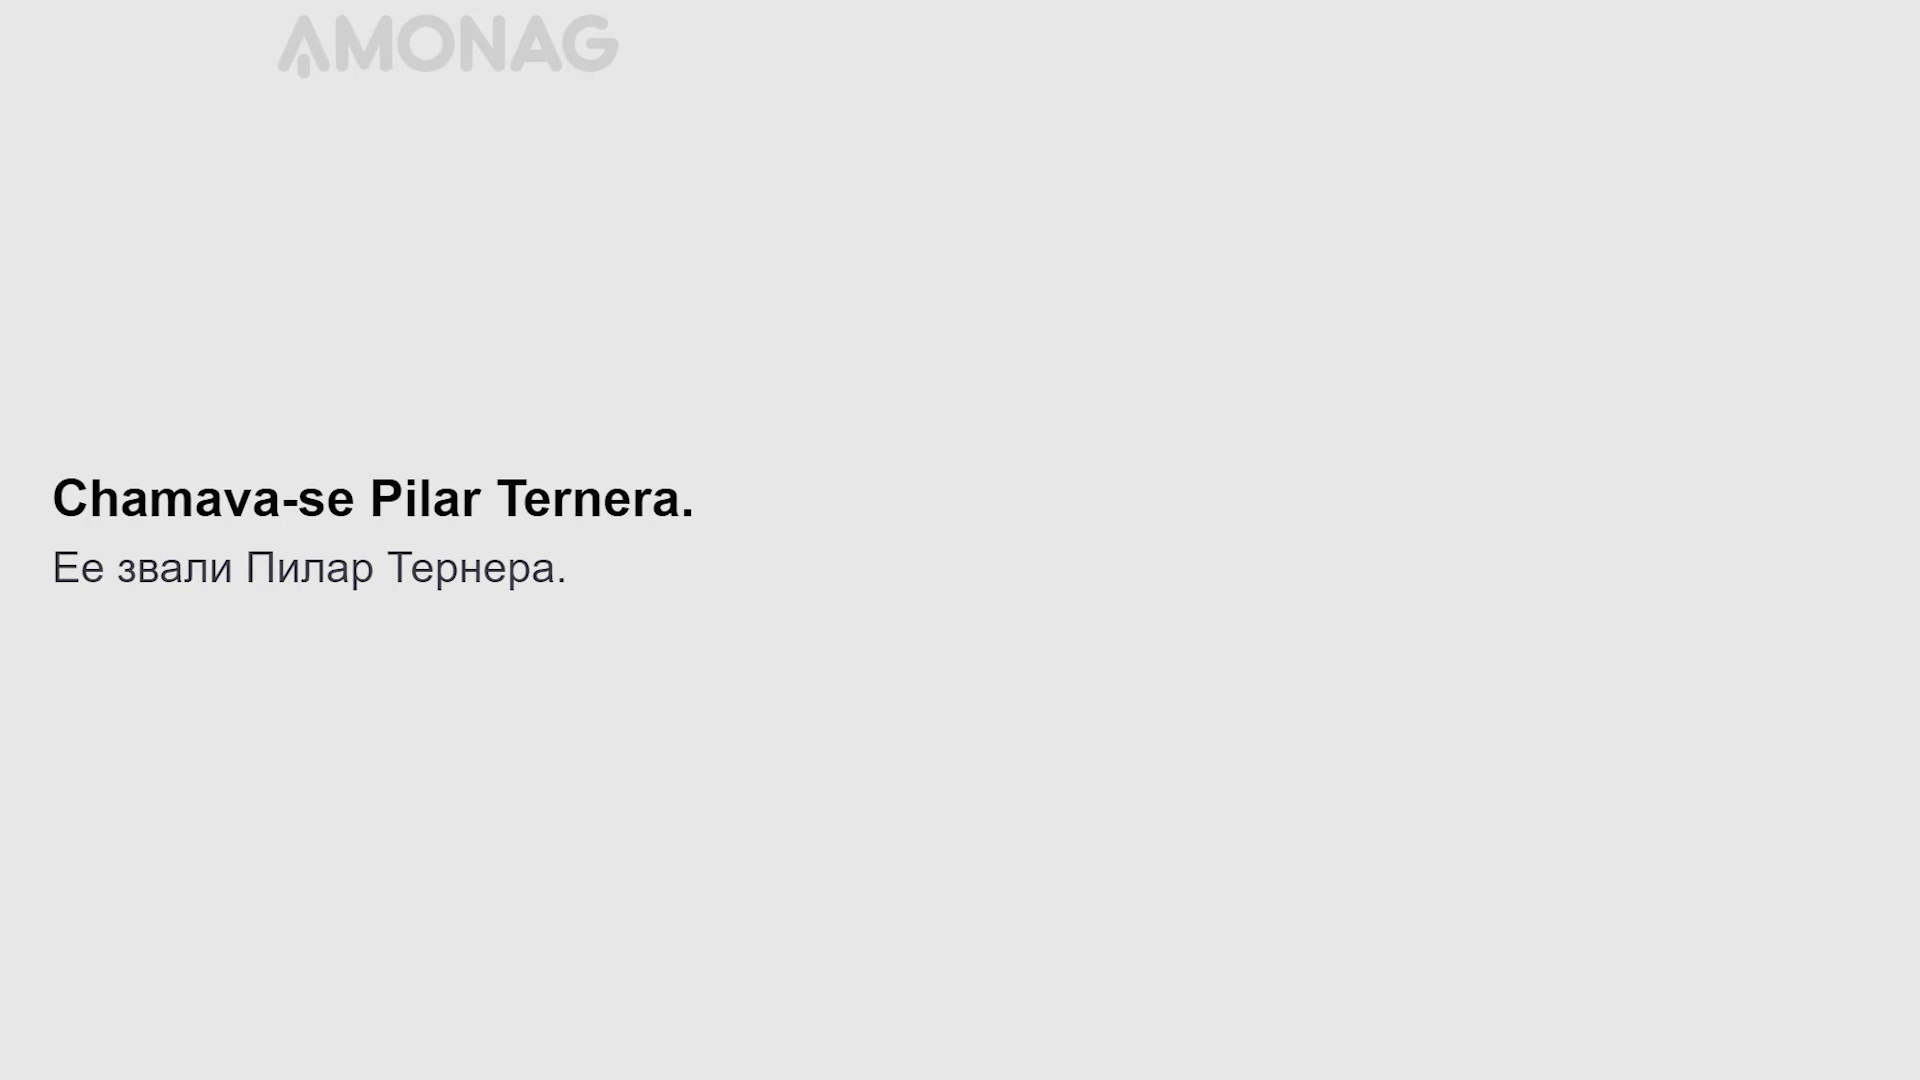 AMONAG
Chamava-se Pilar Ternera.
Ее звали Пилар Тернера.